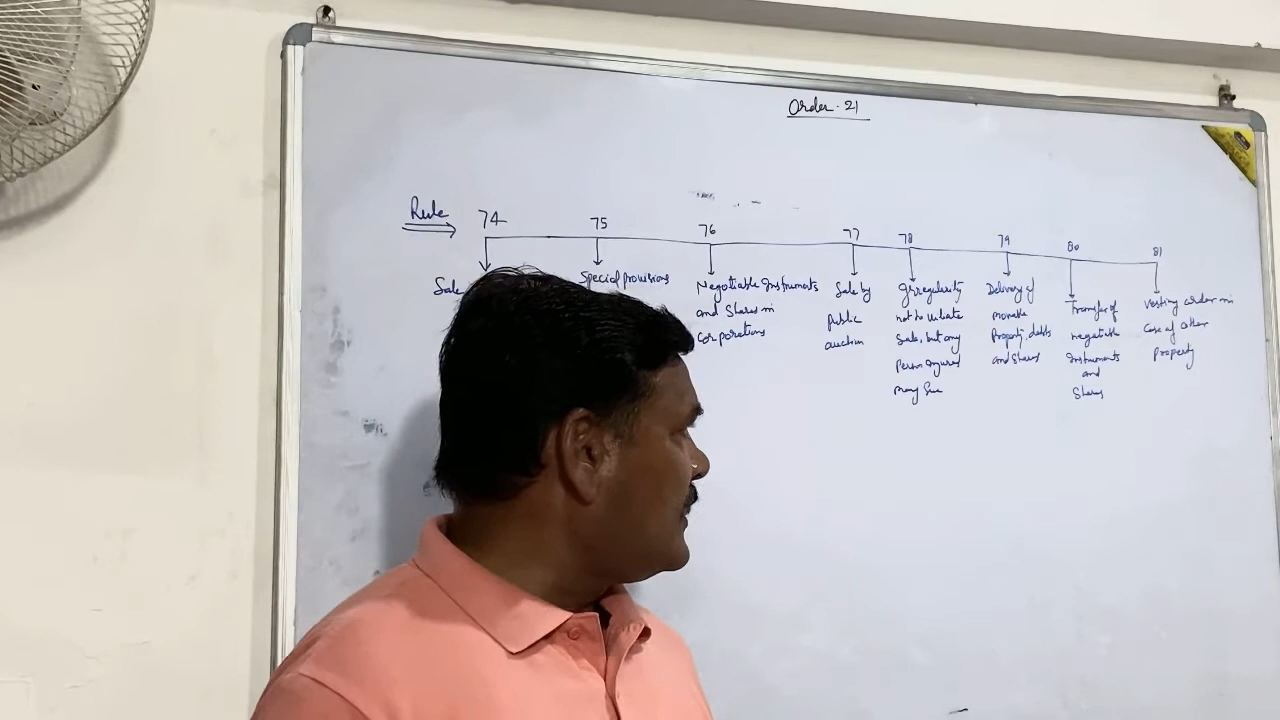 Order - 21
Rule 74 75 76 77 78 79 80 81
Sale
Special provisions
Negotiable Instruments
and Shares in
corporations
Sale by
Public
auction
Irregularity
not to vitiate
Sale, but any
Person injured
may Sue
Delivery of
movable
Property, debts
and shares
Transfer of
negotiable
Instruments
and
Shares
Vesting order in
Case of other
Property